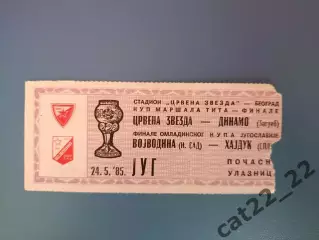 СТАДИОН „ЦРВЕНА ЗВЕЗДА" — БЕОГРАД
КУП МАРШАЛА ТИТА — ФИНАЛЕ
ЦРВЕНА ЗВЕЗДА — ДИНАМО
(Загреб)
ФИНАЛЕ ОМЛАДИНСКОГ КУПА ЈУГОСЛАВИЈЕ
ВОЈВОДИНА (Н. САД) — ХАЈДУК
24. 5. '85. ЈУГ
ПОЧАСН
УЛАЗНИЦ
cat22_22